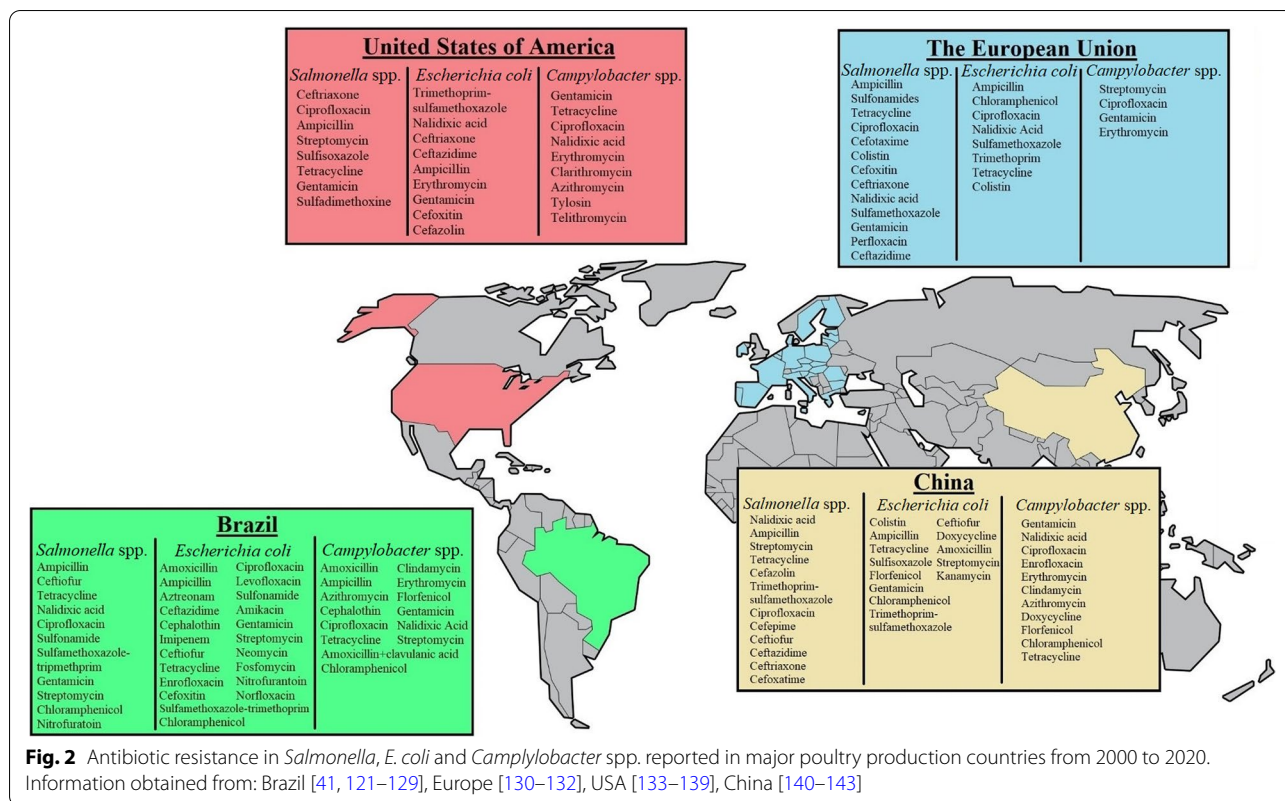 United States of America
Salmonella spp.
Ceftriaxone
Ciprofloxacin
Ampicillin
Streptomycin
Sulfisoxazole
Tetracycline
Gentamicin
Sulfadimethoxine
Escherichia coli
Trimethoprim-
sulfamethoxazole
Nalidixic acid
Ceftriaxone
Ceftazidime
Ampicillin
Erythromycin
Gentamicin
Cefoxitin
Cefazolin
Campylobacter spp.
Gentamicin
Tetracycline
Ciprofloxacin
Nalidixic acid
Erythromycin
Clarithromycin
Azithromycin
Tylosin
Telithromycin
The European Union
Salmonella spp.
Ampicillin
Sulfonamides
Tetracycline
Ciprofloxacin
Cefotaxime
Colistin
Cefoxitin
Ceftriaxone
Nalidixic acid
Sulfamethoxazole
Gentamicin
Perfloxacin
Ceftazidime
Escherichia coli
Ampicillin
Chloramphenicol
Ciprofloxacin
Nalidixic Acid
Sulfamethoxazole
Trimethoprim
Tetracycline
Colistin
Campylobacter spp.
Streptomycin
Ciprofloxacin
Gentamicin
Erythromycin
Brazil
Salmonella spp.
Ampicillin
Ceftiofur
Tetracycline
Nalidixic acid
Ciprofloxacin
Sulfonamide
Sulfamethoxazole-
tripmethprim
Gentamicin
Streptomycin
Chloramphenicol
Nitrofuratoin
Escherichia coli
Amoxicillin Ciprofloxacin
Ampicillin Levofloxacin
Aztreonam Sulfonamide
Ceftazidime Amikacin
Cephalothin Gentamicin
Imipenem Streptomycin
Ceftiofur Neomycin
Tetracycline Fosfomycin
Enrofloxacin Nitrofurantoin
Cefoxitin Norfloxacin
Sulfamethoxazole-trimethoprim
Chloramphenicol
Campylobacter spp.
Amoxicillin Clindamycin
Ampicillin Erythromycin
Azithromycin Florfenicol
Cephalothin Gentamicin
Ciprofloxacin Nalidixic Acid
Tetracycline Streptomycin
Amoxicillin+clavulanic acid
Chloramphenicol
China
Salmonella spp.
Nalidixic acid
Ampicillin
Streptomycin
Tetracycline
Cefazolin
Trimethoprim-
sulfamethoxazole
Ciprofloxacin
Cefepime
Ceftiofur
Ceftazidime
Ceftriaxone
Cefoxatime
Escherichia coli
Colistin Ceftiofur
Ampicillin Doxycycline
Tetracycline Amoxicillin
Sulfisoxazole Streptomycin
Florfenicol Kanamycin
Gentamicin
Chloramphenicol
Trimethoprim-
sulfamethoxazole
Campylobacter spp.
Gentamicin
Nalidixic acid
Ciprofloxacin
Enrofloxacin
Erythromycin
Clindamycin
Azithromycin
Doxycycline
Florfenicol
Chloramphenicol
Tetracycline
Fig. 2 Antibiotic resistance in Salmonella, E. coli and Camplylobacter spp. reported in major poultry production countries from 2000 to 2020.
Information obtained from: Brazil [41, 121–129], Europe [130–132], USA [133–139], China [140–143]